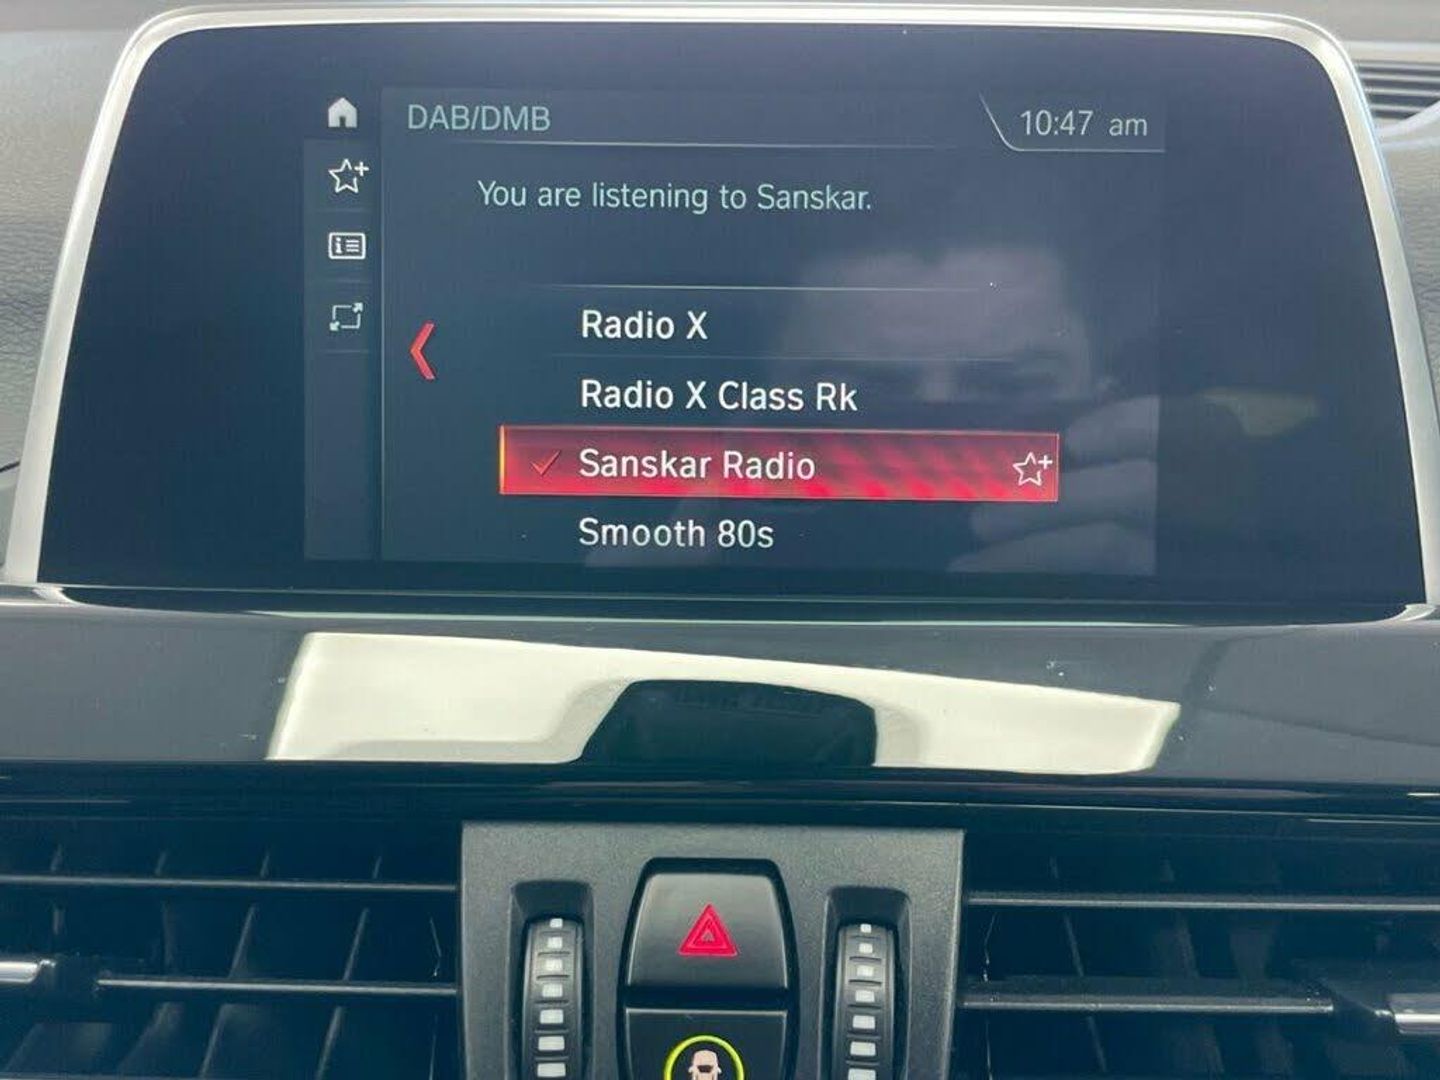 DAB/DMB
10:47 am
You are listening to Sanskar.
Radio X
Radio X Class Rk
Sanskar Radio
Smooth 80s